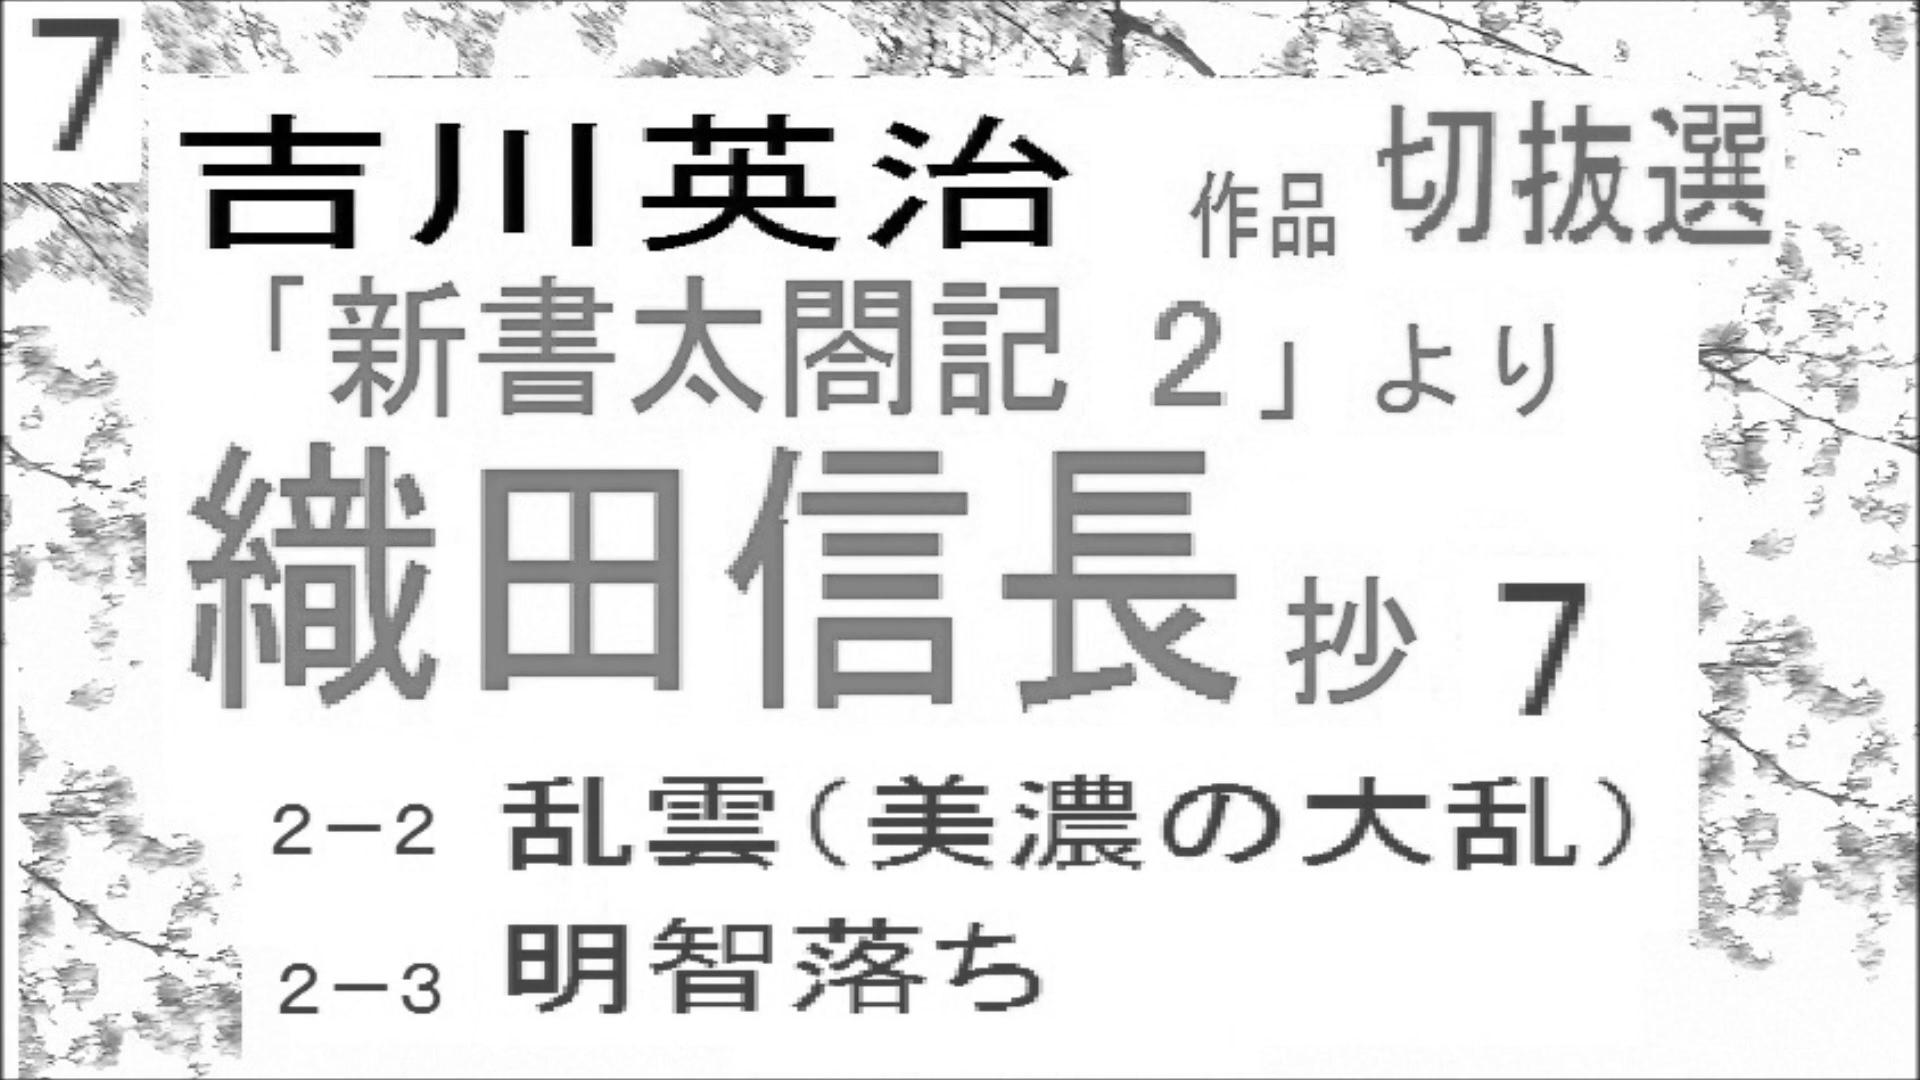 7
吉川英治 作品 切抜選
「新書太閤記 2」より
織田信長抄 7
2－2 乱雲(美濃の大乱)
2－3 明智落ち